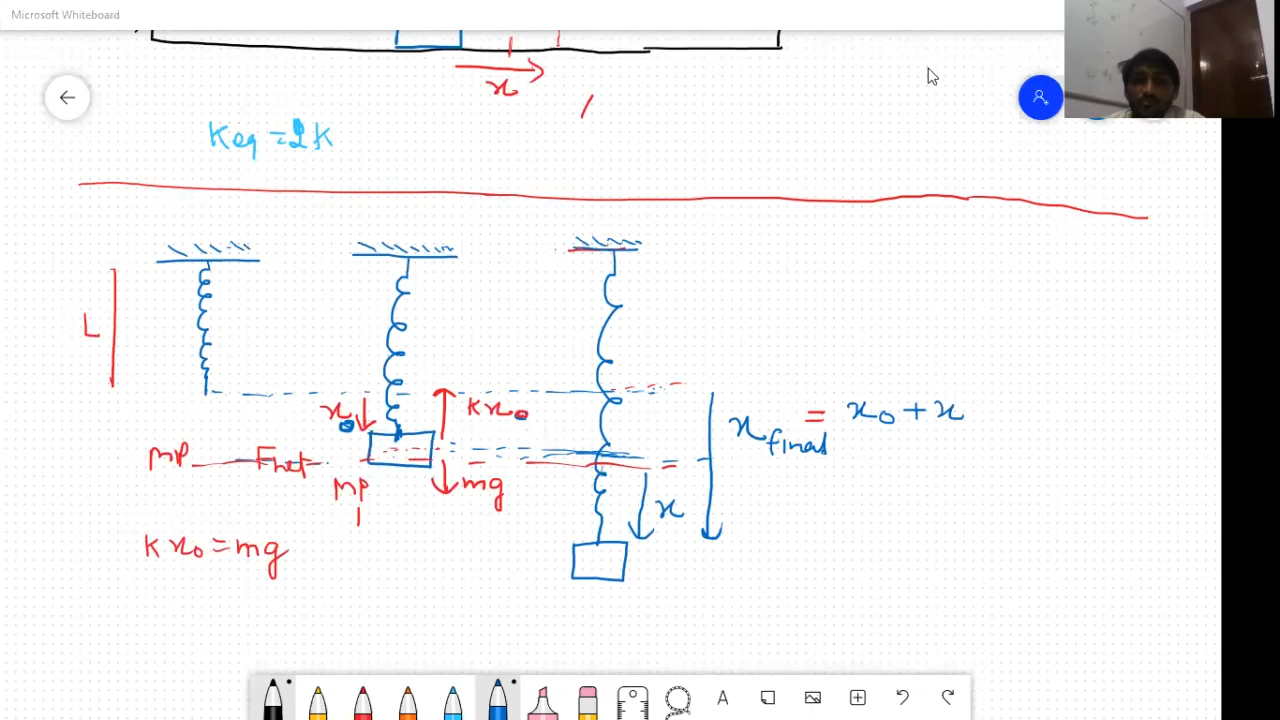 Microsoft Whiteboard
x
Keq = 2K
L
x0
Kx0
= x0 + x
xfinal
MP
Fnet
MP
mg
x
Kx0 = mg
A